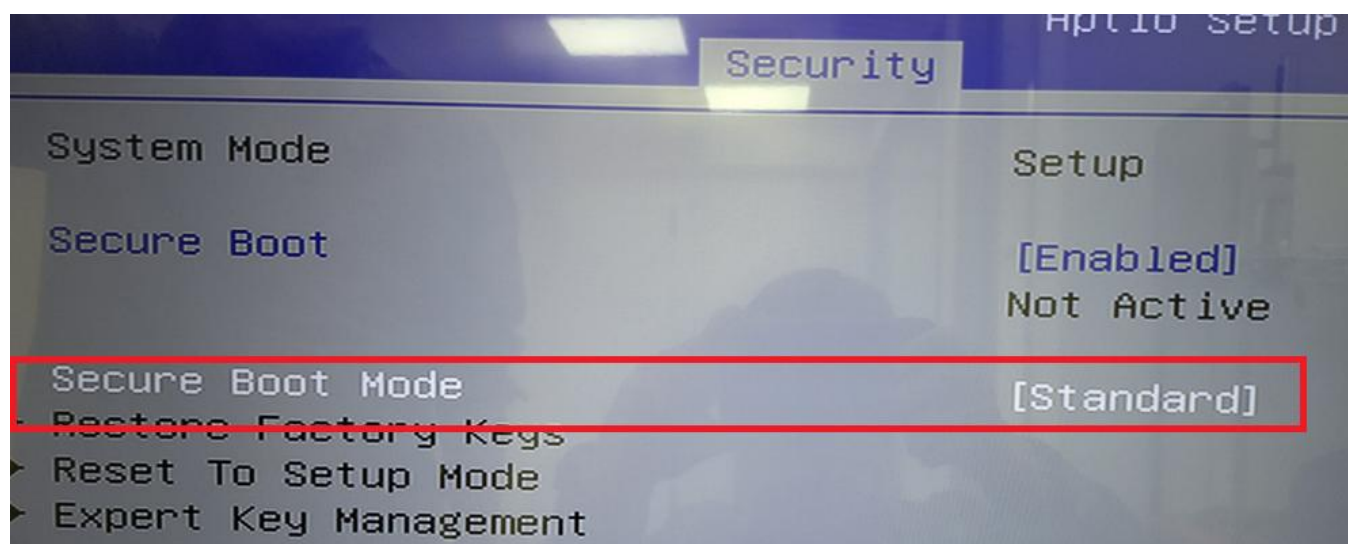 Aptio Setup
Security
System Mode Setup
Secure Boot [Enabled]
Not Active
Secure Boot Mode [Standard]
Restore Factory Keys
Reset To Setup Mode
Expert Key Management